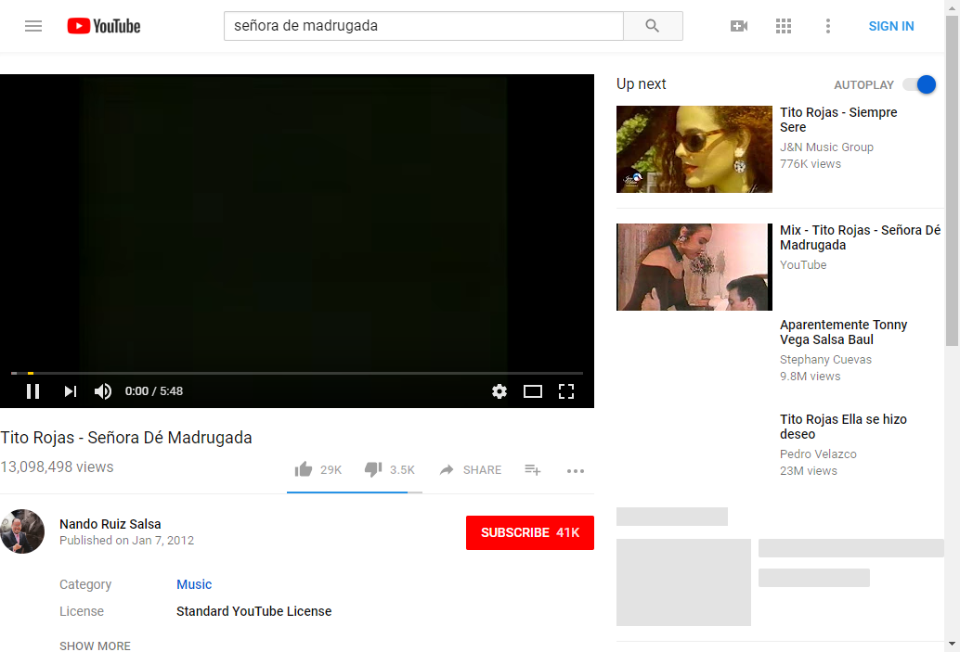 YouTube
señora de madrugada
SIGN IN
0:00 / 5:48
Tito Rojas - Señora Dé Madrugada
13,098,498 views
29K
3.5K
SHARE
Nando Ruiz Salsa
Published on Jan 7, 2012
SUBSCRIBE 41K
Category
Music
License
Standard YouTube License
SHOW MORE
Up next
AUTOPLAY
Tito Rojas - Siempre
Sere
J&N Music Group
776K views
Mix - Tito Rojas - Señora Dé
Madrugada
YouTube
Aparentemente Tonny
Vega Salsa Baul
Stephany Cuevas
9.8M views
Tito Rojas Ella se hizo
deseo
Pedro Velazco
23M views